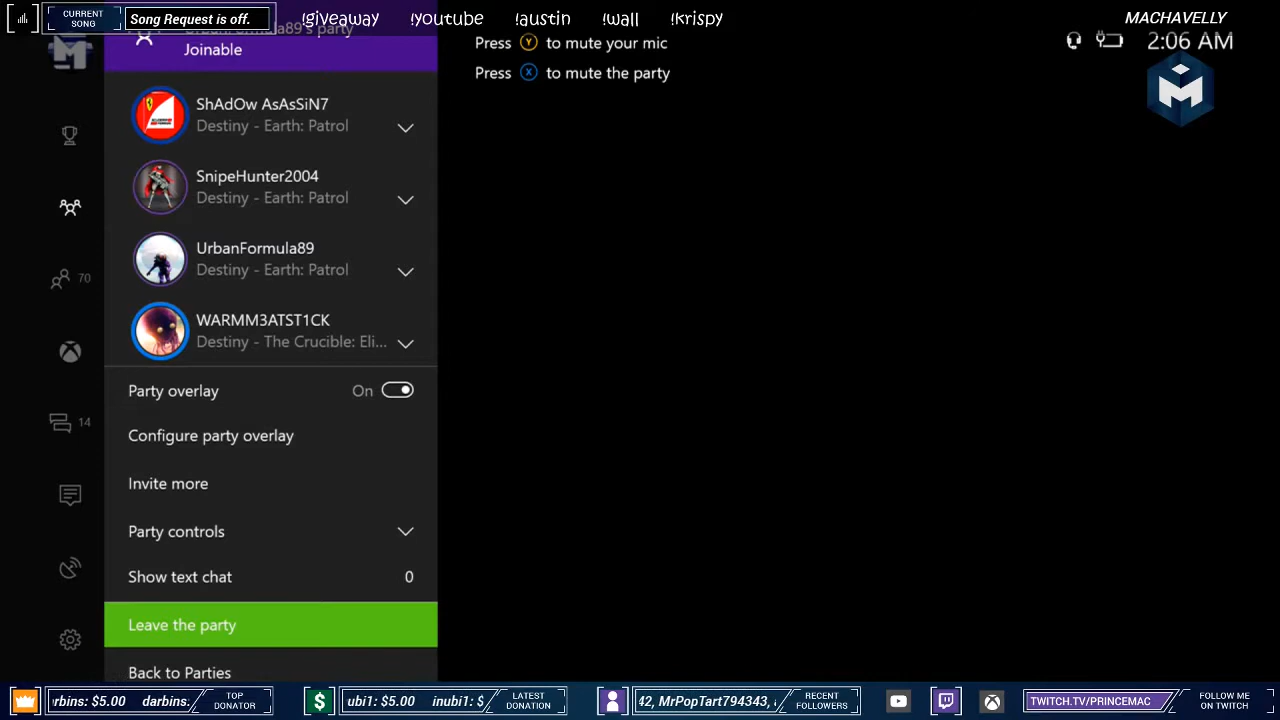 CURRENT SONG
Song Request is off.
!giveaway
!youtube
!austin
!wall
!krispy
MACHAVELLY
2:06 AM
Joinable
Press Y to mute your mic
Press X to mute the party
ShAdOw AsAsSiN7
Destiny - Earth: Patrol
SnipeHunter2004
Destiny - Earth: Patrol
UrbanFormula89
Destiny - Earth: Patrol
WARMM3ATST1CK
Destiny - The Crucible: Eli...
70
14
Party overlay On
Configure party overlay
Invite more
Party controls
Show text chat 0
Leave the party
Back to Parties
rbins: $5.00 darbins:
TOP DONATOR
$
ubi1: $5.00 inubi1: $
LATEST DONATION
42, MrPopTart794343,
RECENT FOLLOWERS
TWITCH.TV/PRINCEMAC
FOLLOW ME ON TWITCH